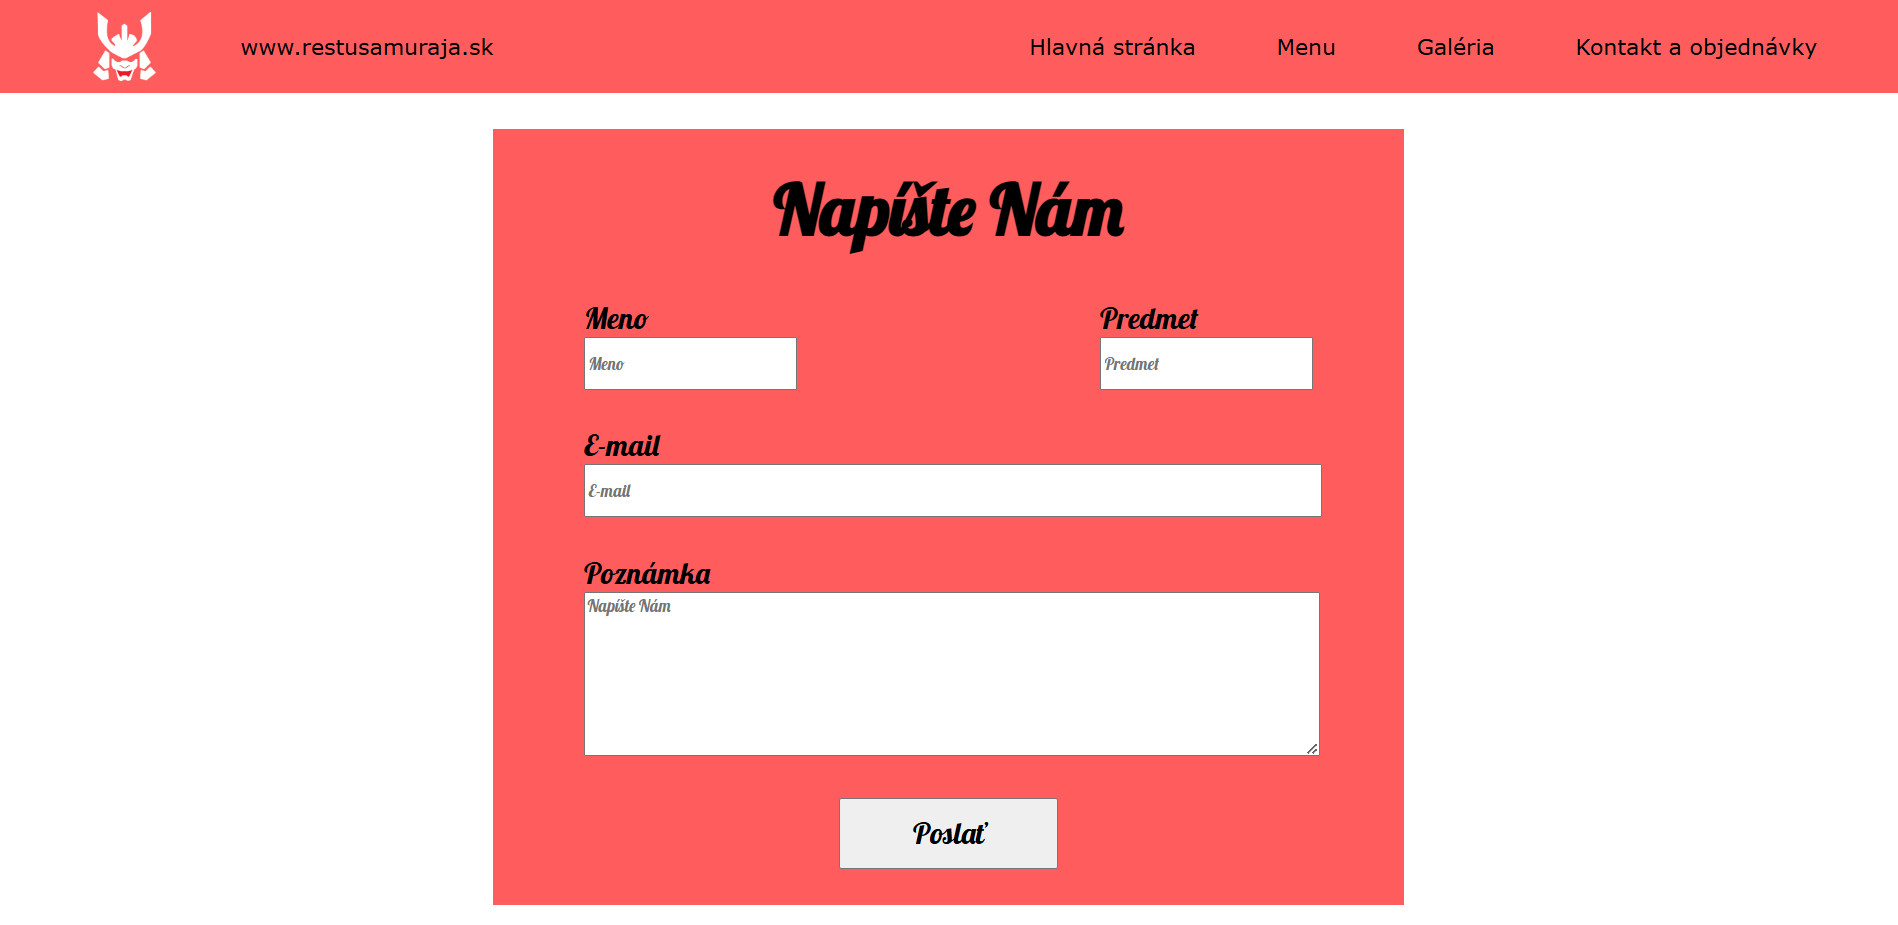 www.restusamuraja.sk Hlavná stránka Menu Galéria Kontakt a objednávky
Napíšte Nám
Meno Predmet
Meno Predmet
E-mail
E-mail
Poznámka
Napíšte Nám
Poslať